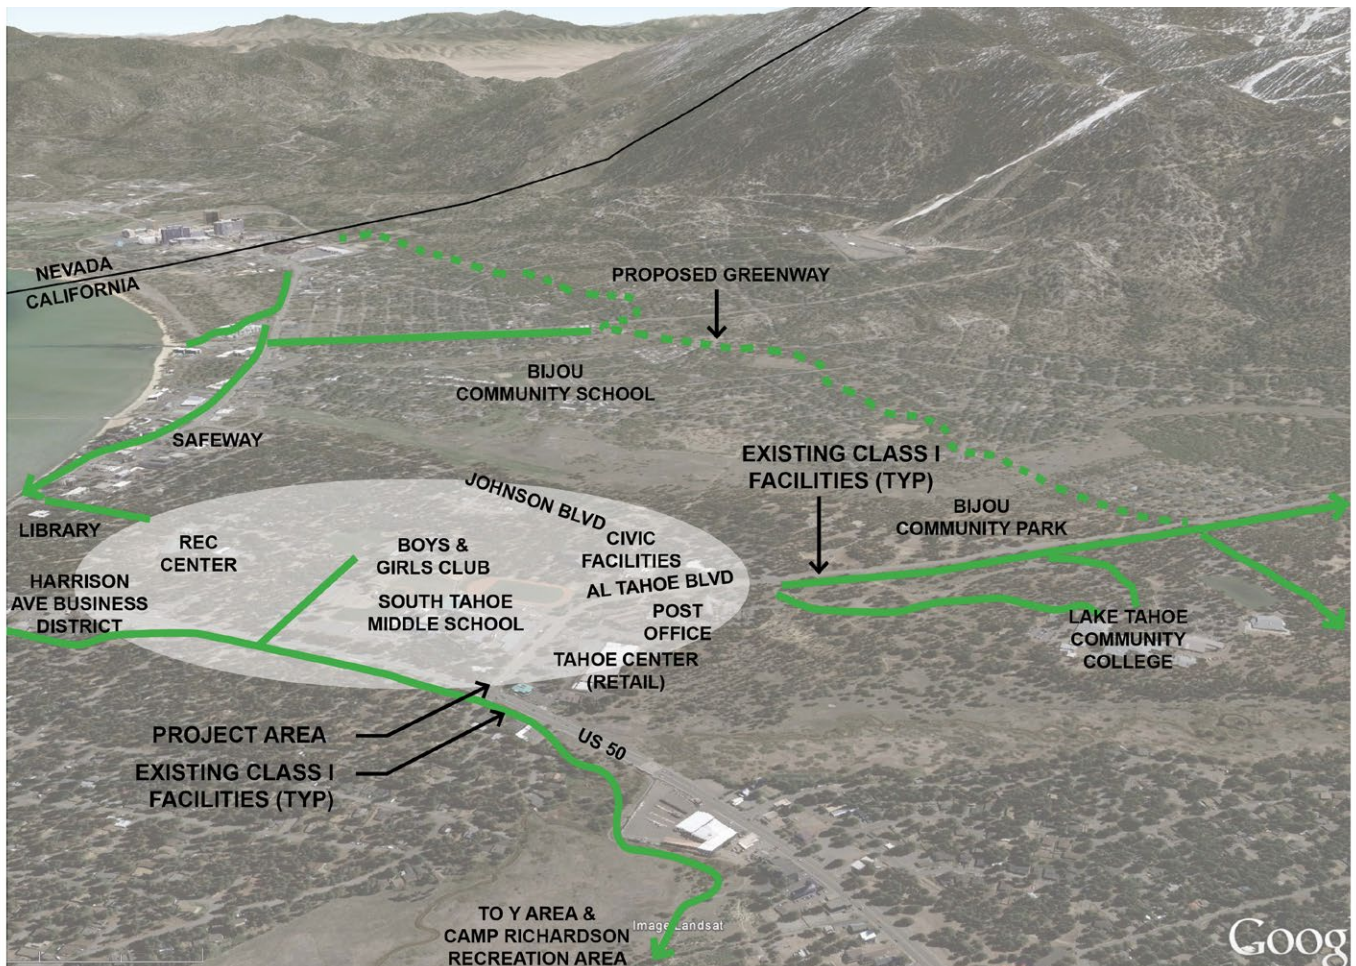 NEVADA
CALIFORNIA
PROPOSED GREENWAY
BIJOU
COMMUNITY SCHOOL
SAFEWAY
EXISTING CLASS I
FACILITIES (TYP)
JOHNSON BLVD
BIJOU
COMMUNITY PARK
LIBRARY
REC
CENTER
BOYS &
GIRLS CLUB
CIVIC
FACILITIES
AL TAHOE BLVD
HARRISON
AVE BUSINESS
DISTRICT
SOUTH TAHOE
MIDDLE SCHOOL
POST
OFFICE
LAKE TAHOE
COMMUNITY
COLLEGE
TAHOE CENTER
(RETAIL)
PROJECT AREA
US 50
EXISTING CLASS I
FACILITIES (TYP)
TO Y AREA &
CAMP RICHARDSON
RECREATION AREA
Image Landsat
Goog